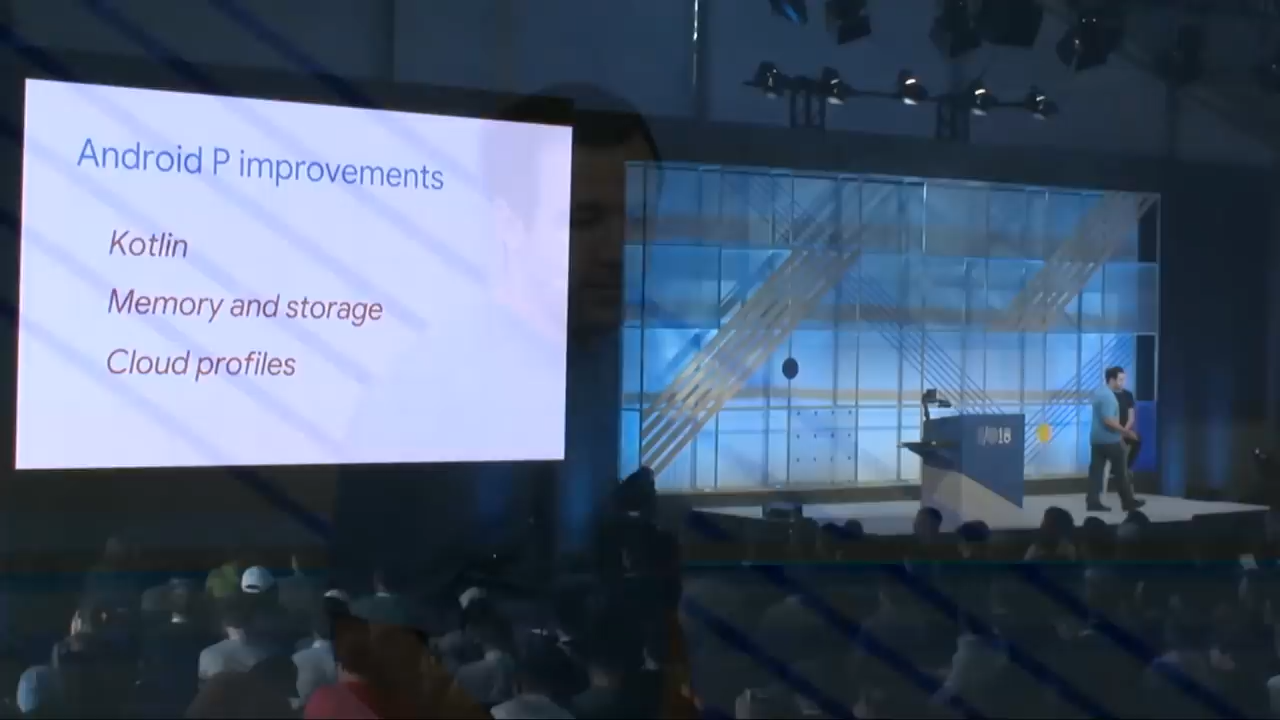 Android P improvements
Kotlin
Memory and storage
Cloud profiles
I/O18